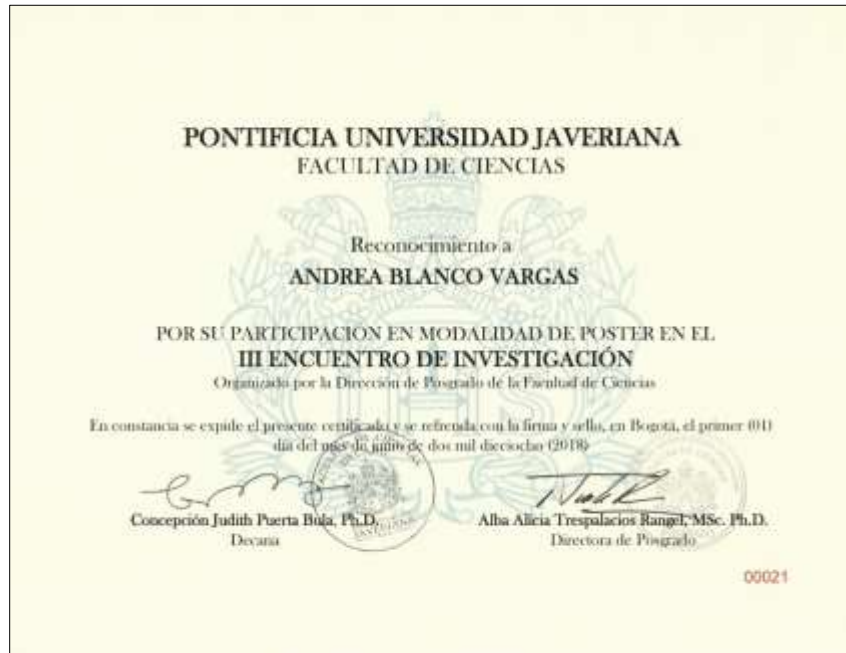 PONTIFICIA UNIVERSIDAD JAVERIANA
FACULTAD DE CIENCIAS
Reconocimiento a
ANDREA BLANCO VARGAS
POR SU PARTICIPACION EN MODALIDAD DE POSTER EN EL
III ENCUENTRO DE INVESTIGACIÓN
Organizado por la Dirección de Posgrado de la Facultad de Ciencias
En constancia se expide el presente certificado y se refrenda con la firma y sello, en Bogotá, el primer (01)
día del mes de junio de dos mil dieciocho (2018)
Concepción Judith Puerta Bula, Ph.D.
Decana
Alba Alicia Trespalacios Rangel, MSc. Ph.D.
Directora de Posgrado
00021